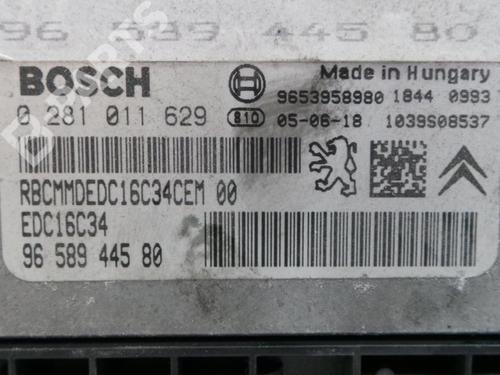 96 589 445 80
BOSCH
Made in Hungary
9653958980 1844 0993
0 281 011 629
810 05-06-18 1039S08537
RBCMMDEDC16C34CEM 00
EDC16C34
96 589 445 80